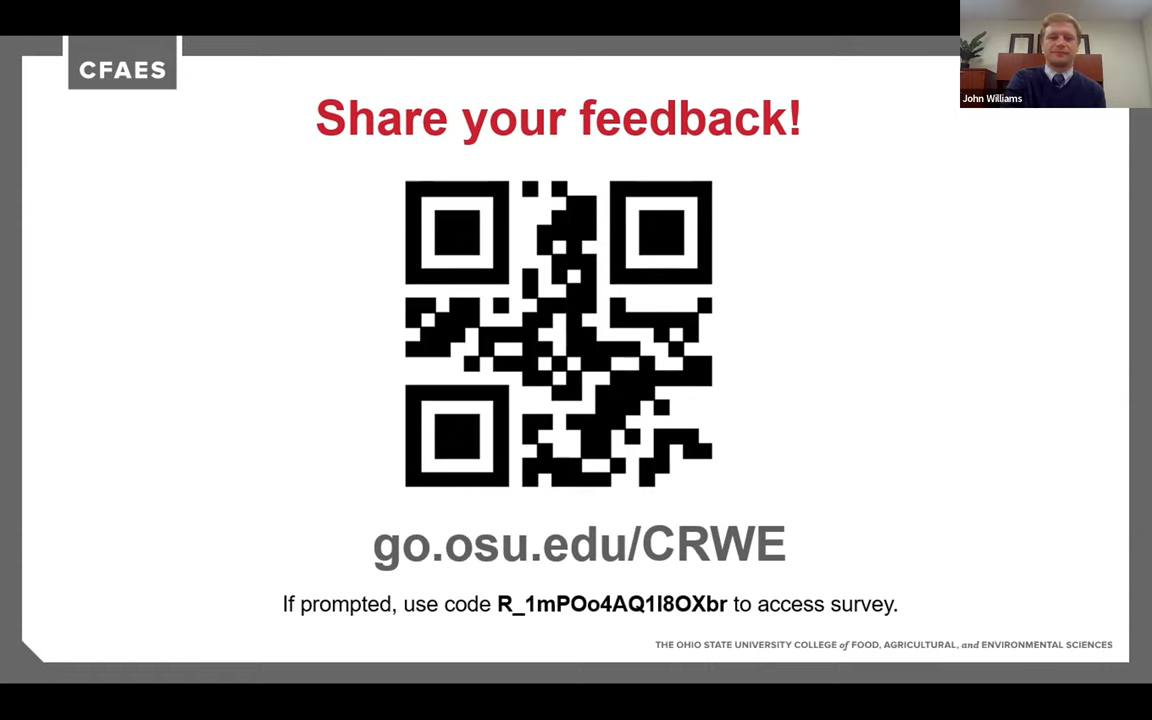 CFAES
John Williams
Share your feedback!
go.osu.edu/CRWE
If prompted, use code R_1mPOo4AQ1I8OXbr to access survey.
THE OHIO STATE UNIVERSITY COLLEGE of FOOD, AGRICULTURAL, and ENVIRONMENTAL SCIENCES